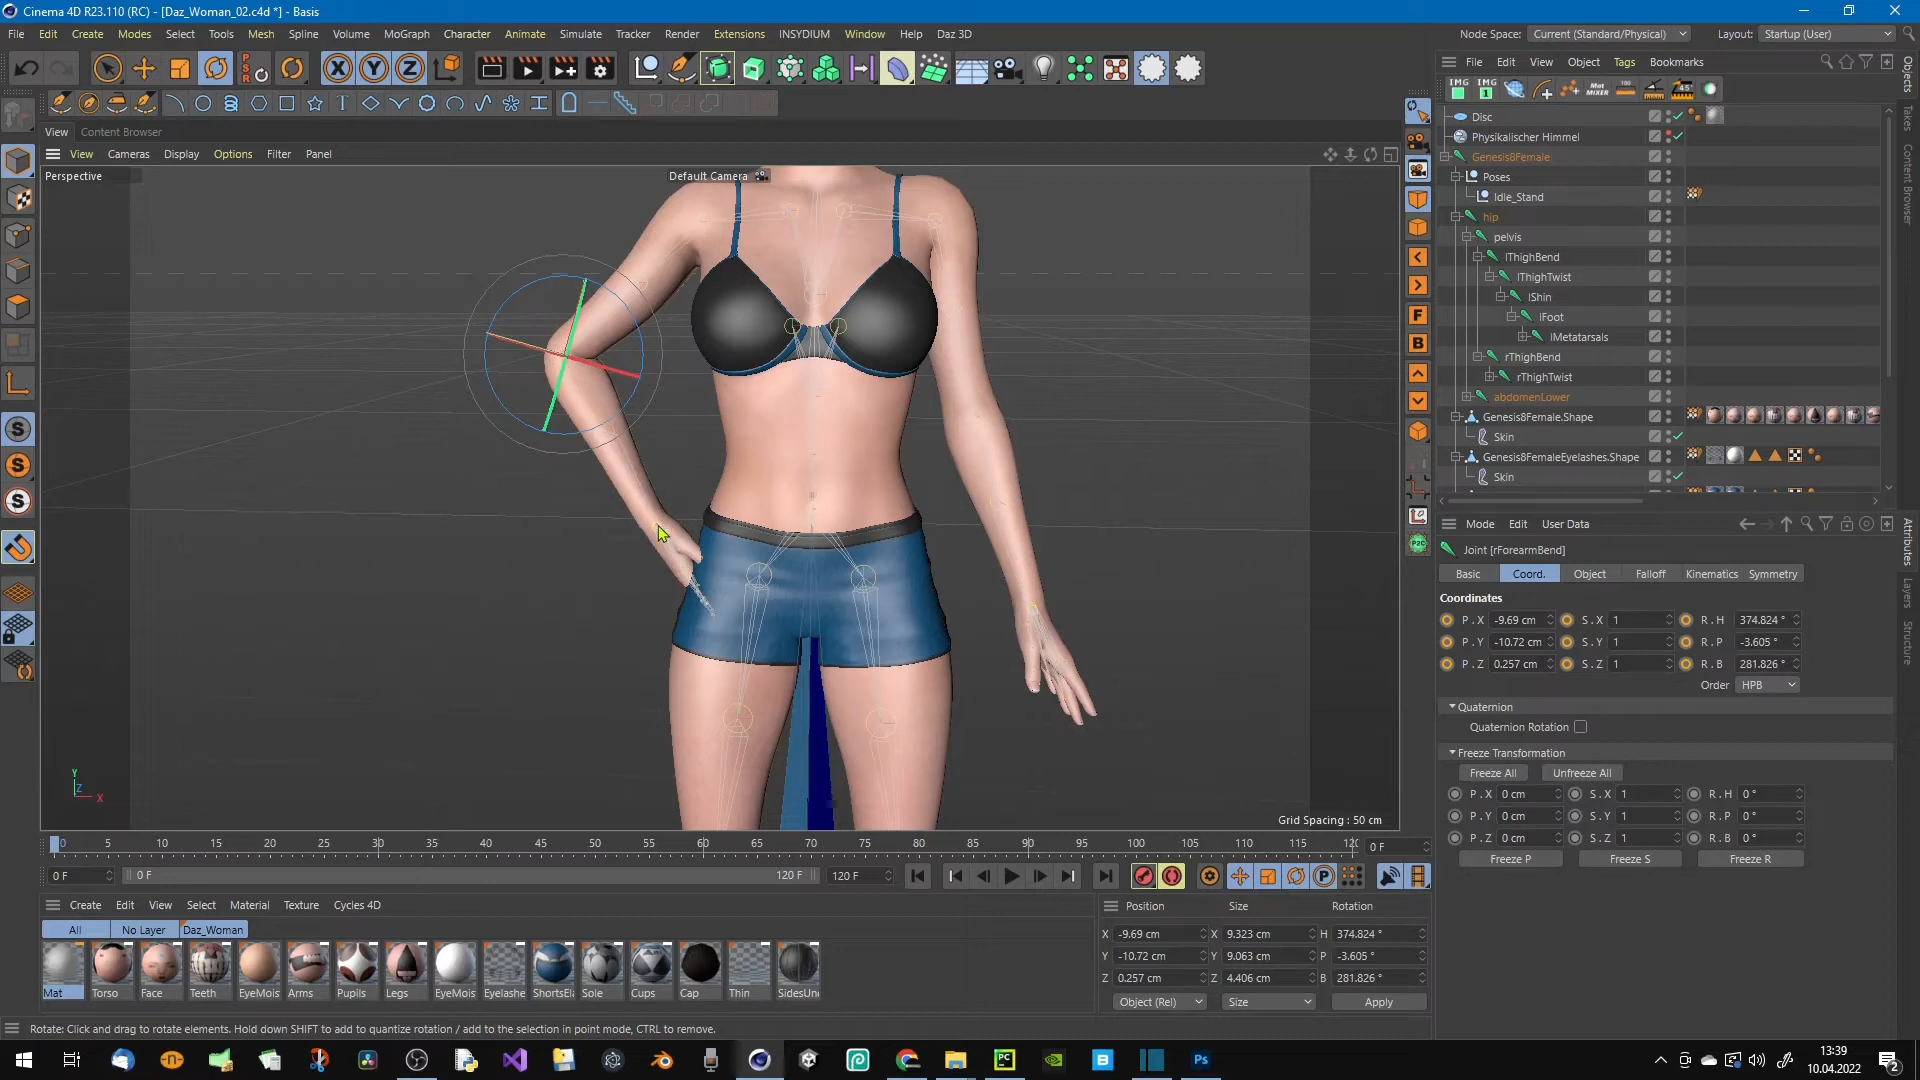 Cinema 4D R23.110 (RC) - [Daz_Woman_02.c4d *] - Basis
File Edit Create Modes Select Tools Mesh Spline Volume MoGraph Character Animate Simulate Tracker Render Extensions INSYDIUM Window Help Daz 3D
Node Space: Current (Standard/Physical) Layout: Startup (User)
File Edit View Object Tags Bookmarks
View Content Browser
View Cameras Display Options Filter Panel
Perspective
Default Camera
Disc
Physikalischer Himmel
Genesis8Female
Poses
Idle_Stand
hip
pelvis
lThighBend
lThighTwist
lShin
lFoot
lMetatarsals
rThighBend
rThighTwist
abdomenLower
Genesis8Female.Shape
Skin
Genesis8FemaleEyelashes.Shape
Skin
Objects
Takes
Content Browser
Attributes
Layers
Structure
Mode Edit User Data
Joint [rForearmBend]
Basic Coord. Object Falloff Kinematics Symmetry
Coordinates
P . X -9.69 cm S . X 1 R . H 374.824 °
P . Y -10.72 cm S . Y 1 R . P -3.605 °
P . Z 0.257 cm S . Z 1 R . B 281.826 °
Order HPB
Quaternion
Quaternion Rotation
Freeze Transformation
Freeze All Unfreeze All
P . X 0 cm S . X 1 R . H 0 °
P . Y 0 cm S . Y 1 R . P 0 °
P . Z 0 cm S . Z 1 R . B 0 °
Freeze P Freeze S Freeze R
Y
Z
X
Grid Spacing : 50 cm
0 5 10 15 20 25 30 35 40 45 50 55 60 65 70 75 80 85 90 95 100 105 110 115 0 F
0 F 0 F 120 F 120 F
Create Edit View Select Material Texture Cycles 4D
All No Layer Daz_Woman
Mat Torso Face Teeth EyeMois Arms Pupils Legs EyeMois Eyelashe ShortsEla Sole Cups Cap Thin SidesUn
Position Size Rotation
X -9.69 cm X 9.323 cm H 374.824 °
Y -10.72 cm Y 9.063 cm P -3.605 °
Z 0.257 cm Z 4.406 cm B 281.826 °
Object (Rel) Size Apply
Rotate: Click and drag to rotate elements. Hold down SHIFT to add to quantize rotation / add to the selection in point mode, CTRL to remove.
13:39
10.04.2022